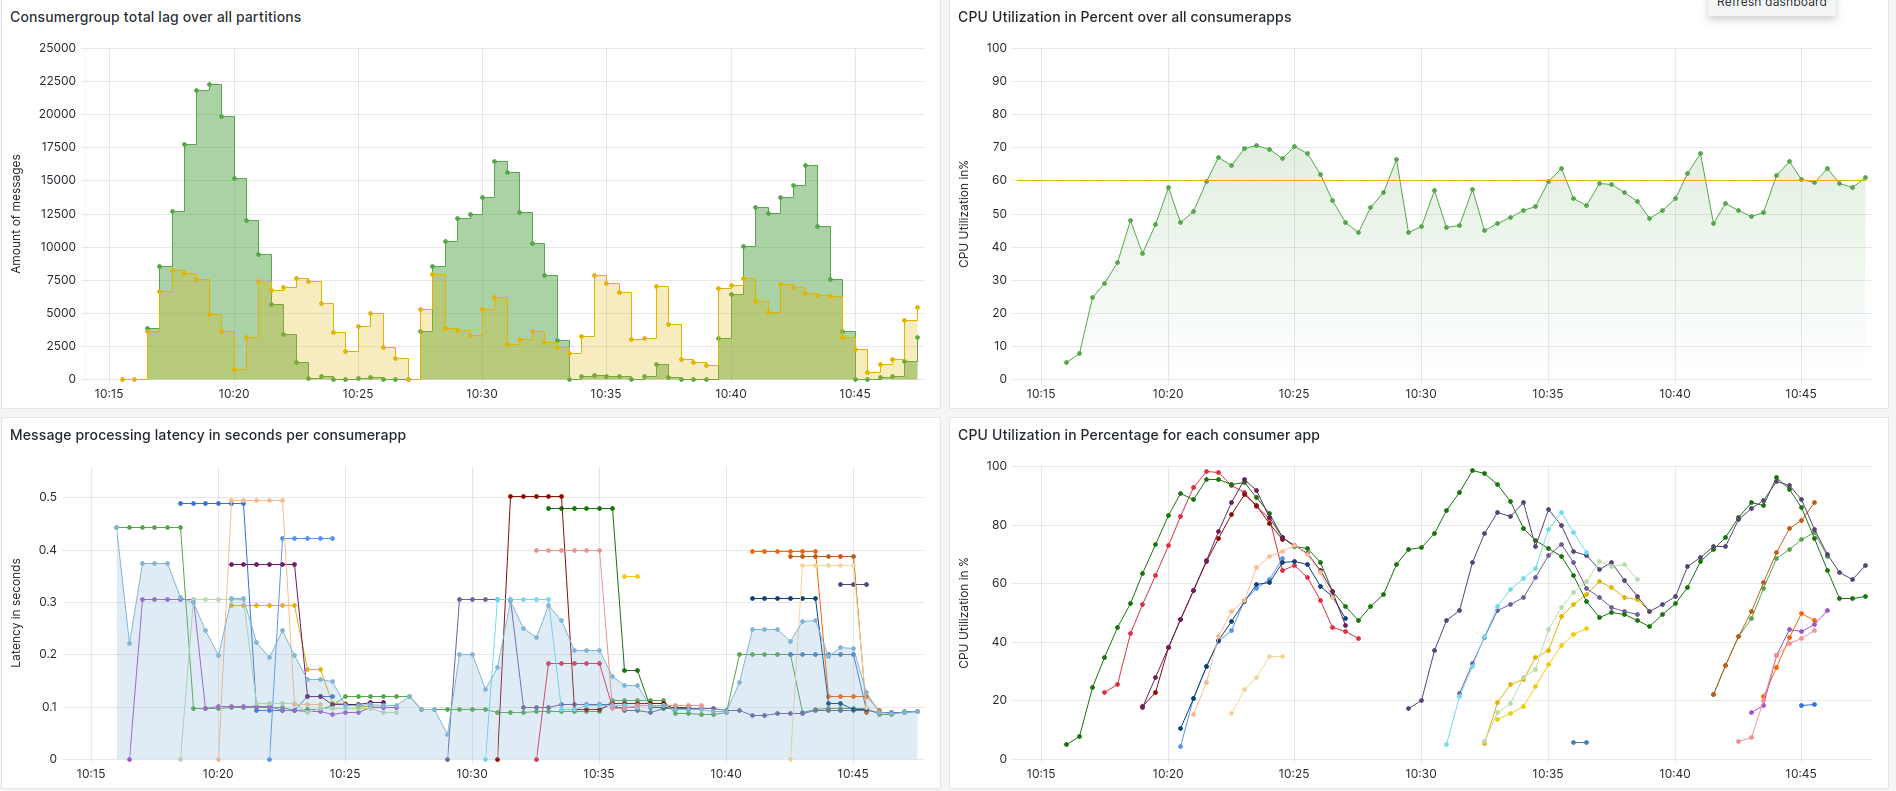 Refresh dashboard
Consumergroup total lag over all partitions
Amount of messages
25000
22500
20000
17500
15000
12500
10000
7500
5000
2500
0
10:15 10:20 10:25 10:30 10:35 10:40 10:45
CPU Utilization in Percent over all consumerapps
CPU Utilization in%
100
90
80
70
60
50
40
30
20
10
0
10:15 10:20 10:25 10:30 10:35 10:40 10:45
Message processing latency in seconds per consumerapp
Latency in seconds
0.5
0.4
0.3
0.2
0.1
0
10:15 10:20 10:25 10:30 10:35 10:40 10:45
CPU Utilization in Percentage for each consumer app
CPU Utilization in %
100
80
60
40
20
0
10:15 10:20 10:25 10:30 10:35 10:40 10:45